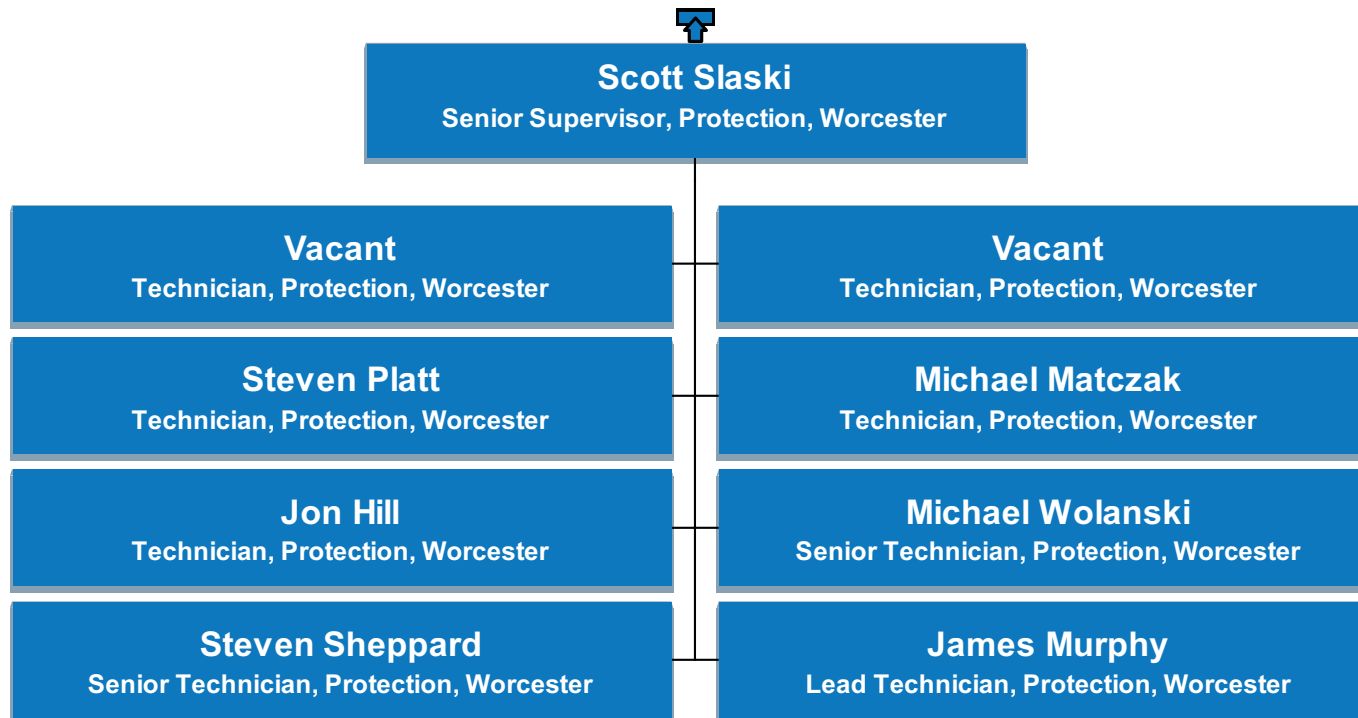 Scott Slaski
Senior Supervisor, Protection, Worcester
Vacant
Technician, Protection, Worcester
Vacant
Technician, Protection, Worcester
Steven Platt
Technician, Protection, Worcester
Michael Matczak
Technician, Protection, Worcester
Jon Hill
Technician, Protection, Worcester
Michael Wolanski
Senior Technician, Protection, Worcester
Steven Sheppard
Senior Technician, Protection, Worcester
James Murphy
Lead Technician, Protection, Worcester